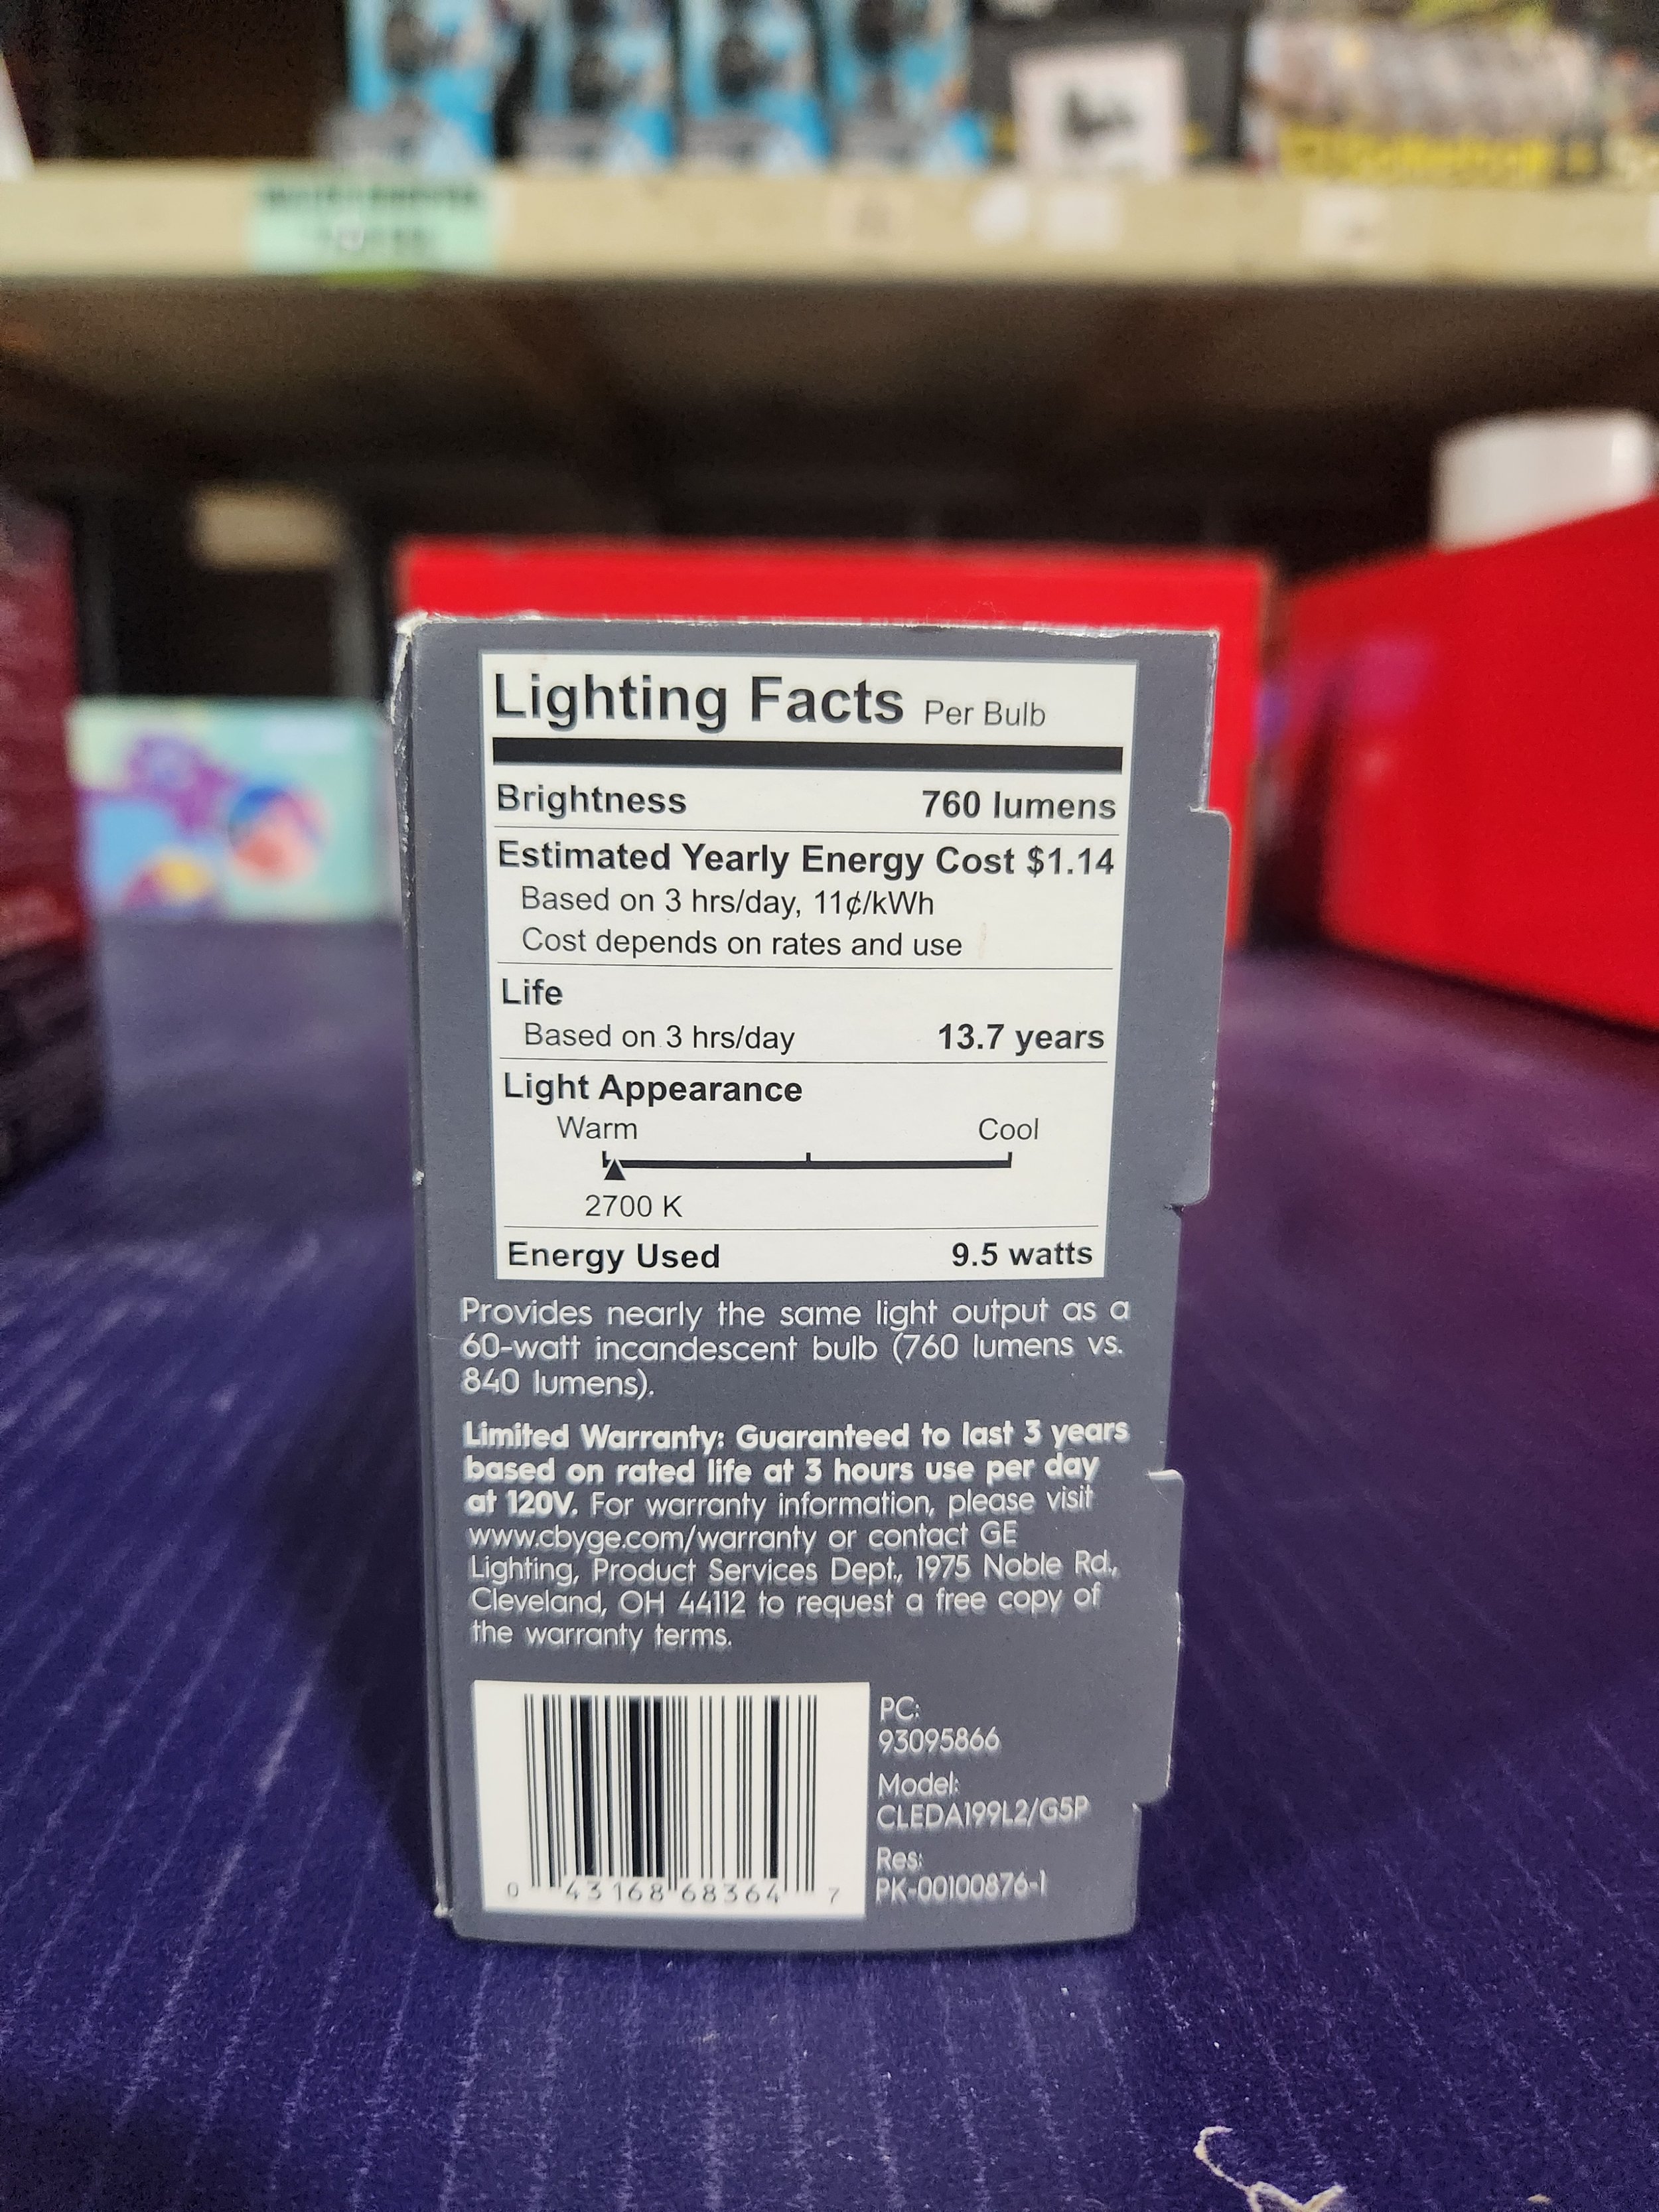 Lighting Facts Per Bulb
Brightness 760 lumens
Estimated Yearly Energy Cost $1.14
Based on 3 hrs/day, 11¢/kWh
Cost depends on rates and use
Life
Based on 3 hrs/day 13.7 years
Light Appearance
Warm Cool
2700 K
Energy Used 9.5 watts
Provides nearly the same light output as a
60-watt incandescent bulb (760 lumens vs.
840 lumens).
Limited Warranty: Guaranteed to last 3 years
based on rated life at 3 hours use per day
at 120V. For warranty information, please visit
www.cbyge.com/warranty or contact GE
Lighting, Product Services Dept., 1975 Noble Rd.,
Cleveland, OH 44112 to request a free copy of
the warranty terms.
PC:
93095866
Model:
CLEDA199L2/G5P
Res:
PK-00100876-1
0 43168 68364 7